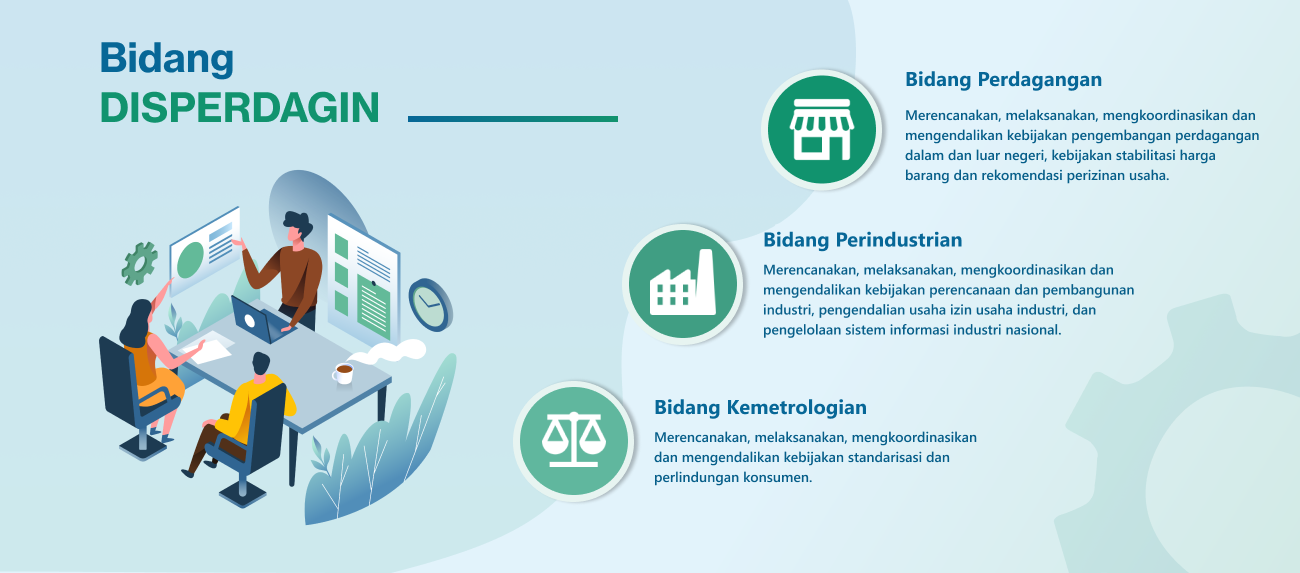 Bidang
DISPERDAGIN
Bidang Perdagangan
Merencanakan, melaksanakan, mengkoordinasikan dan
mengendalikan kebijakan pengembangan perdagangan
dalam dan luar negeri, kebijakan stabilitasi harga
barang dan rekomendasi perizinan usaha.
Bidang Perindustrian
Merencanakan, melaksanakan, mengkoordinasikan dan
mengendalikan kebijakan perencanaan dan pembangunan
industri, pengendalian usaha izin usaha industri, dan
pengelolaan sistem informasi industri nasional.
Bidang Kemetrologian
Merencanakan, melaksanakan, mengkoordinasikan
dan mengendalikan kebijakan standarisasi dan
perlindungan konsumen.